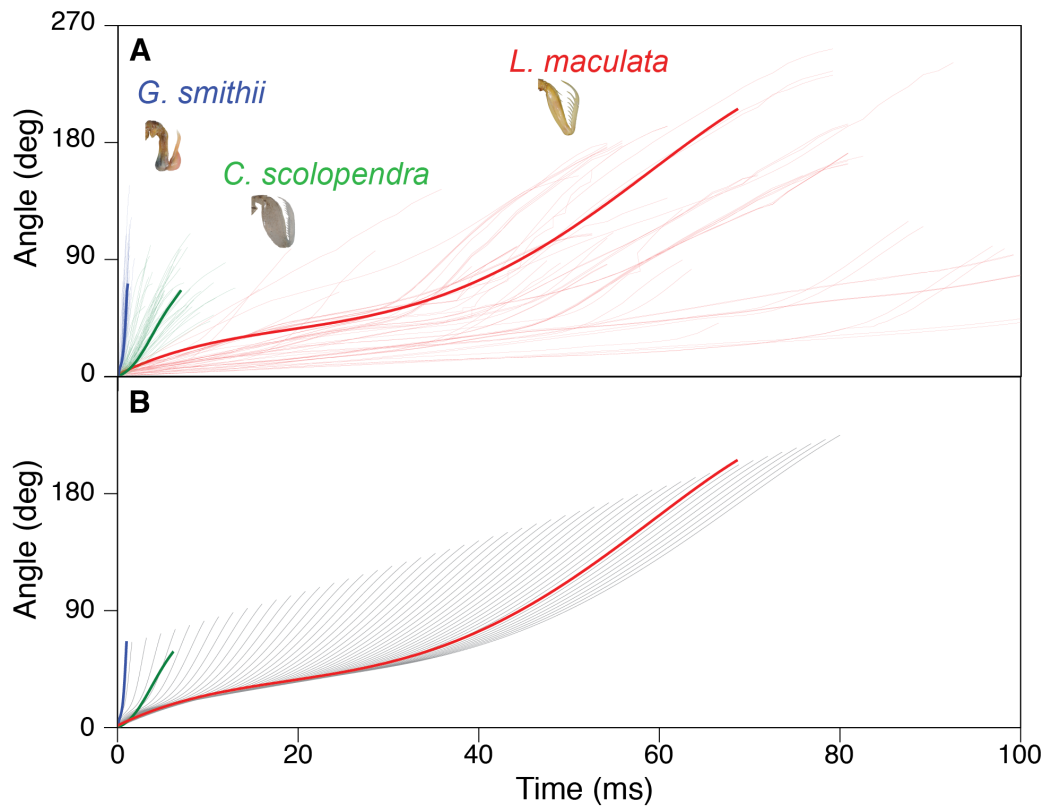 270
A
L. maculata
G. smithii
180
C. scolopendra
Angle (deg)
90
0
B
180
Angle (deg)
90
0
0 20 40 60 80 100
Time (ms)